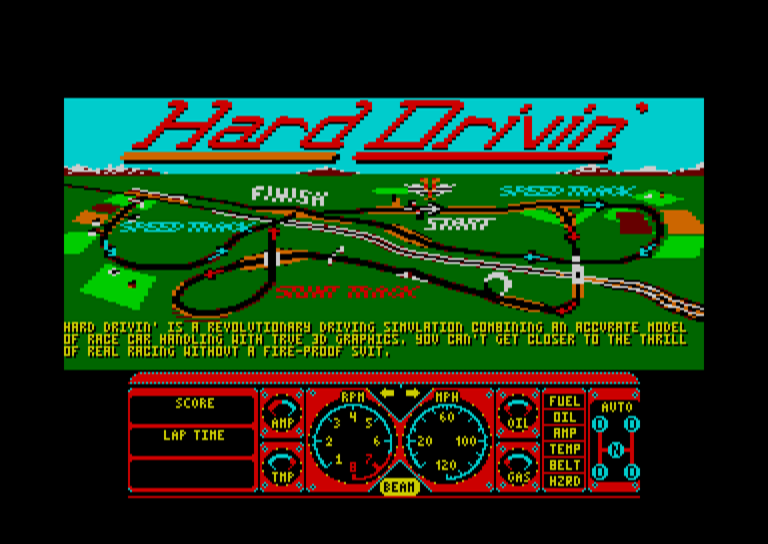 Hard Drivin'
FINISH
SPEED TRACK
SPEED TRACK
START
STUNT TRACK
HARD DRIVIN' IS A REVOLUTIONARY DRIVING SIMULATION COMBINING AN ACCURATE MODEL
OF RACE CAR HANDLING WITH TRUE 3D GRAPHICS. YOU CAN'T GET CLOSER TO THE THRILL
OF REAL RACING WITHOUT A FIRE-PROOF SUIT.
SCORE
LAP TIME
AMP
TMP
RPM
1 2 3 4 5 6 7 8
BEAM
MPH
20 60 100 120
OIL
GAS
FUEL
OIL
AMP
TEMP
BELT
HZRD
AUTO
N